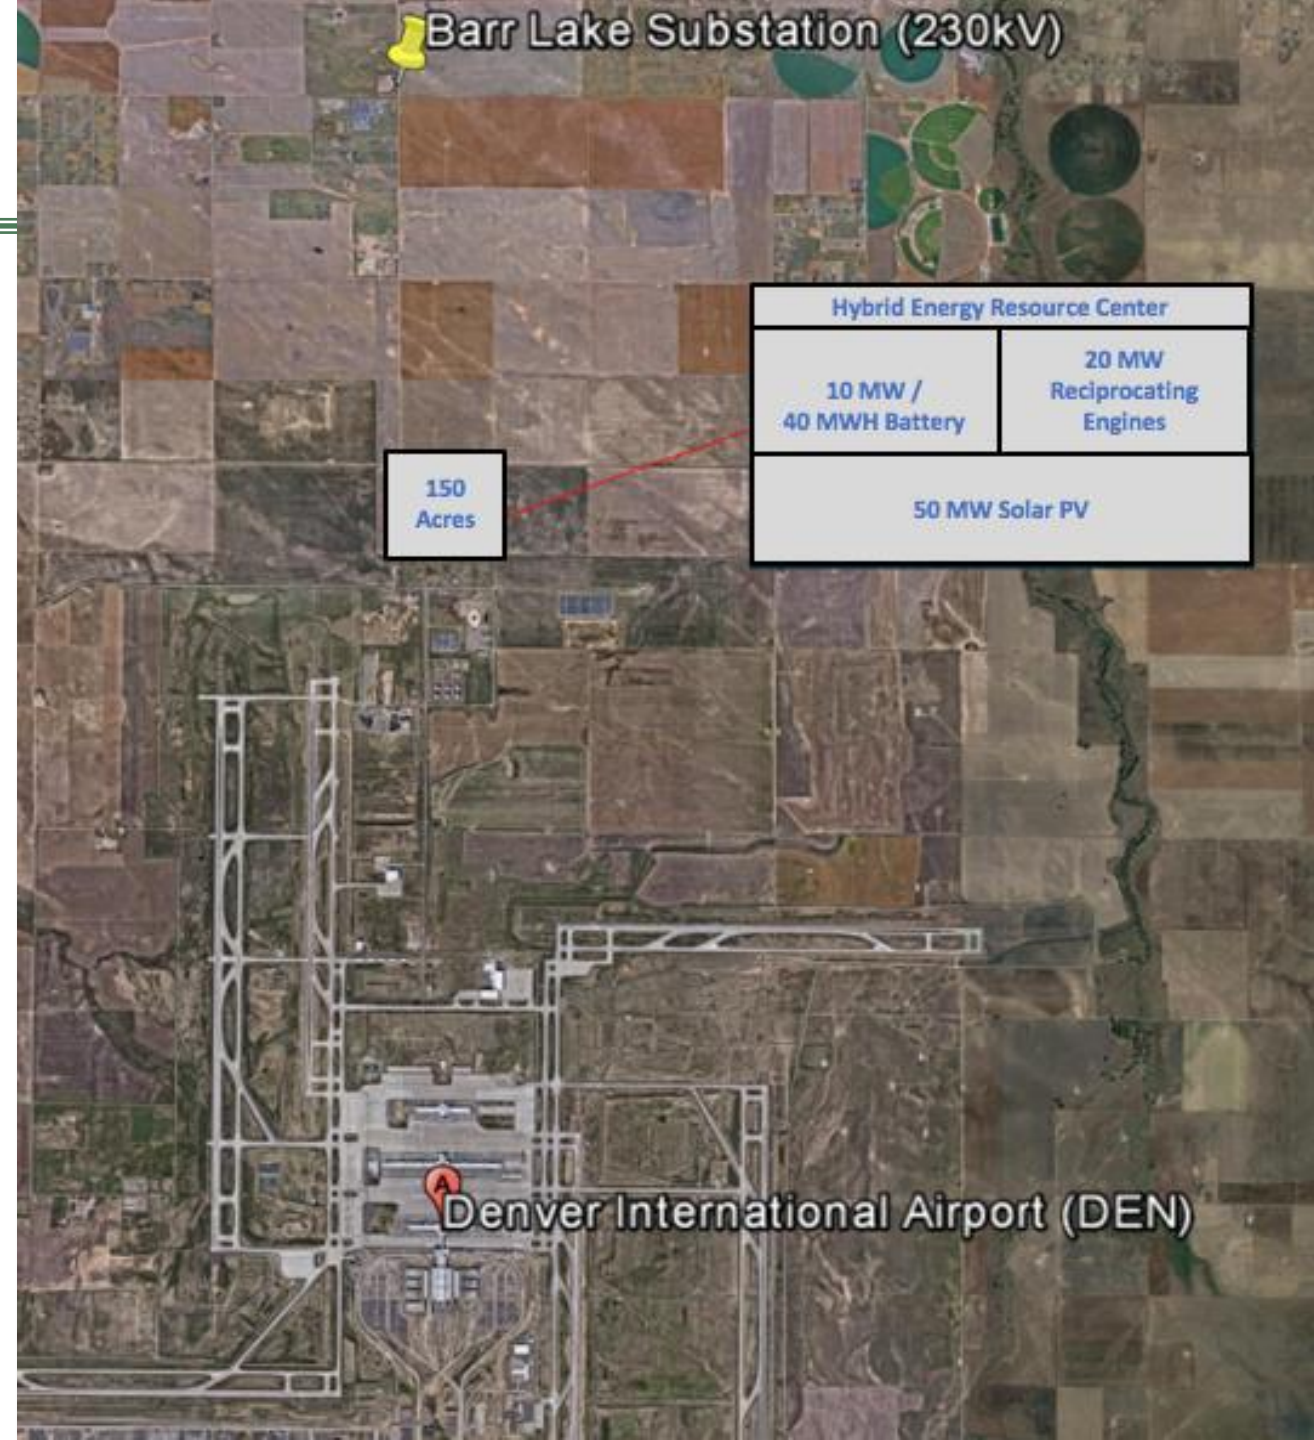 Barr Lake Substation (230kV)
Hybrid Energy Resource Center
10 MW /
40 MWH Battery
20 MW
Reciprocating
Engines
150
Acres
50 MW Solar PV
A
Denver International Airport (DEN)